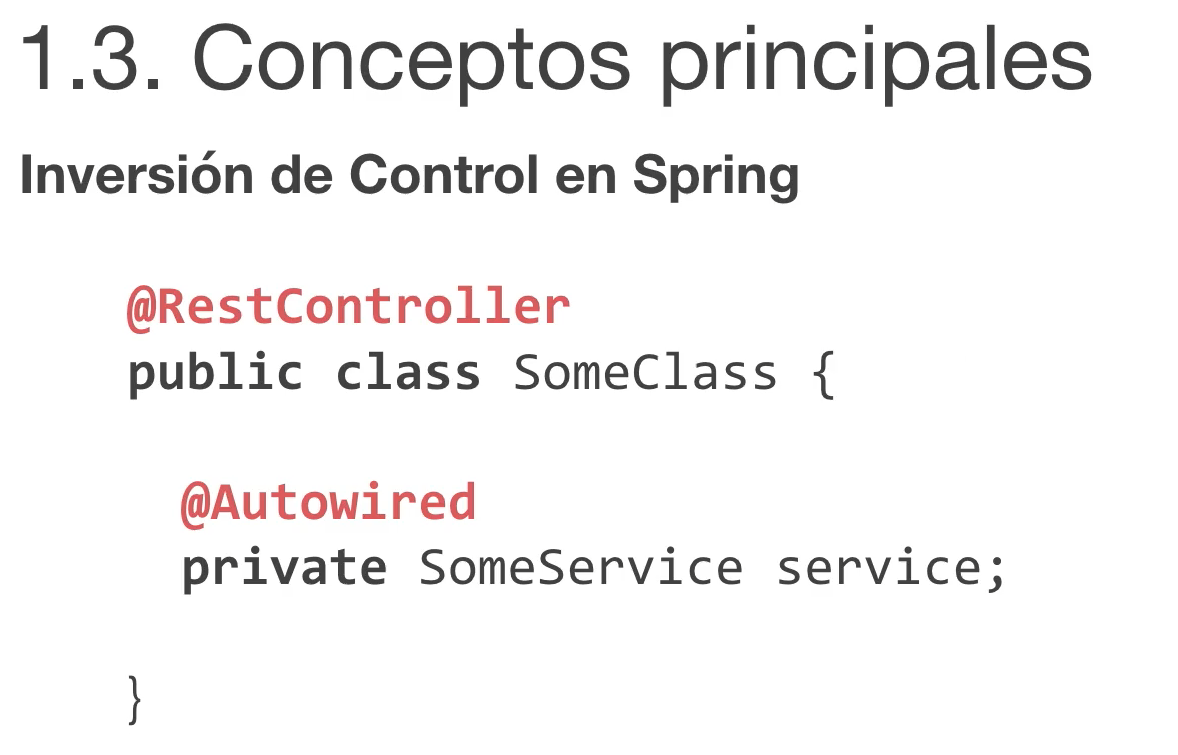 1.3. Conceptos principales
Inversión de Control en Spring
@RestController
public class SomeClass {
@Autowired
private SomeService service;
}